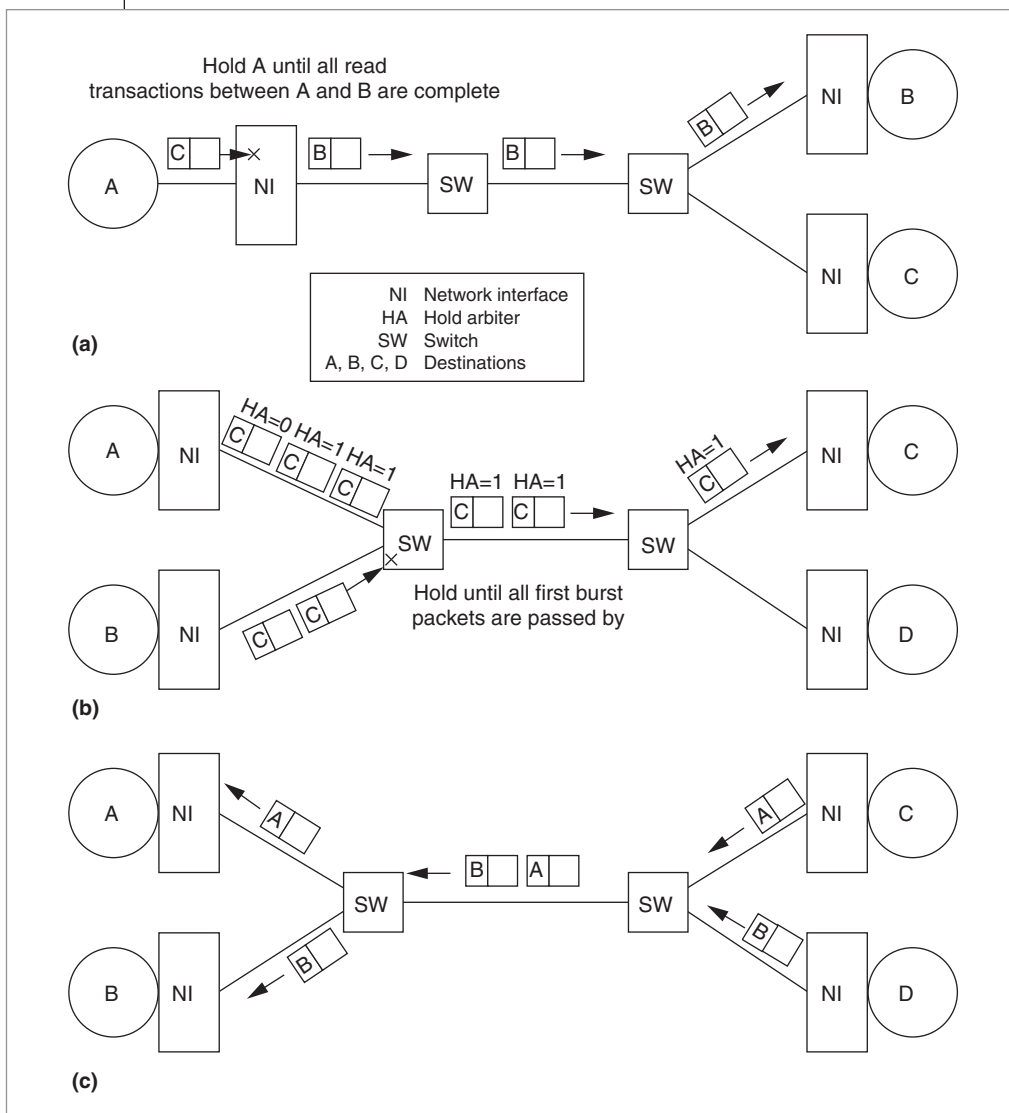 Hold A until all read
transactions between A and B are complete
A
C
NI
B
SW
B
SW
B
NI
B
NI
C
NI Network interface
HA Hold arbiter
SW Switch
A, B, C, D Destinations
(a)
A
NI
HA=0 HA=1 HA=1
C
C
C
SW
HA=1 HA=1
C
C
SW
HA=1
C
NI
C
Hold until all first burst
packets are passed by
B
NI
C
C
NI
D
(b)
A
NI
A
SW
B
A
SW
A
NI
C
B
NI
B
B
NI
D
(c)